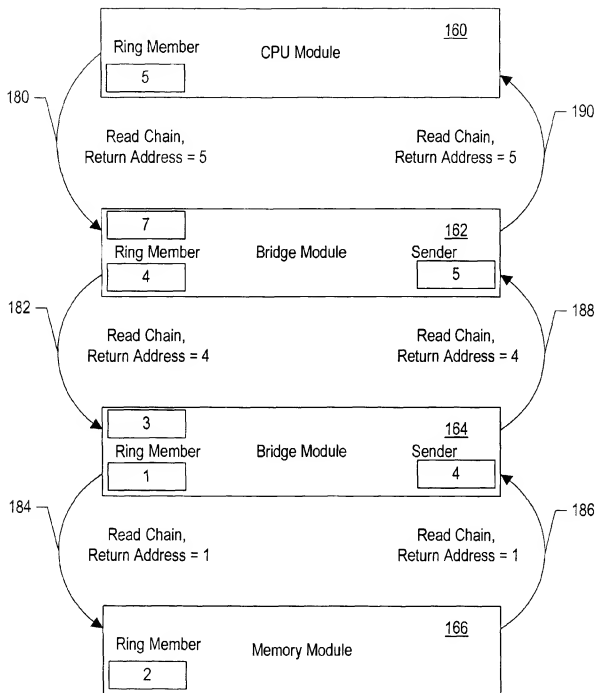 160
Ring Member
CPU Module
5
180
190
Read Chain,
Return Address = 5
Read Chain,
Return Address = 5
7
162
Ring Member
Bridge Module
Sender
4
5
182
188
Read Chain,
Return Address = 4
Read Chain,
Return Address = 4
3
164
Ring Member
Bridge Module
Sender
1
4
184
186
Read Chain,
Return Address = 1
Read Chain,
Return Address = 1
166
Ring Member
Memory Module
2